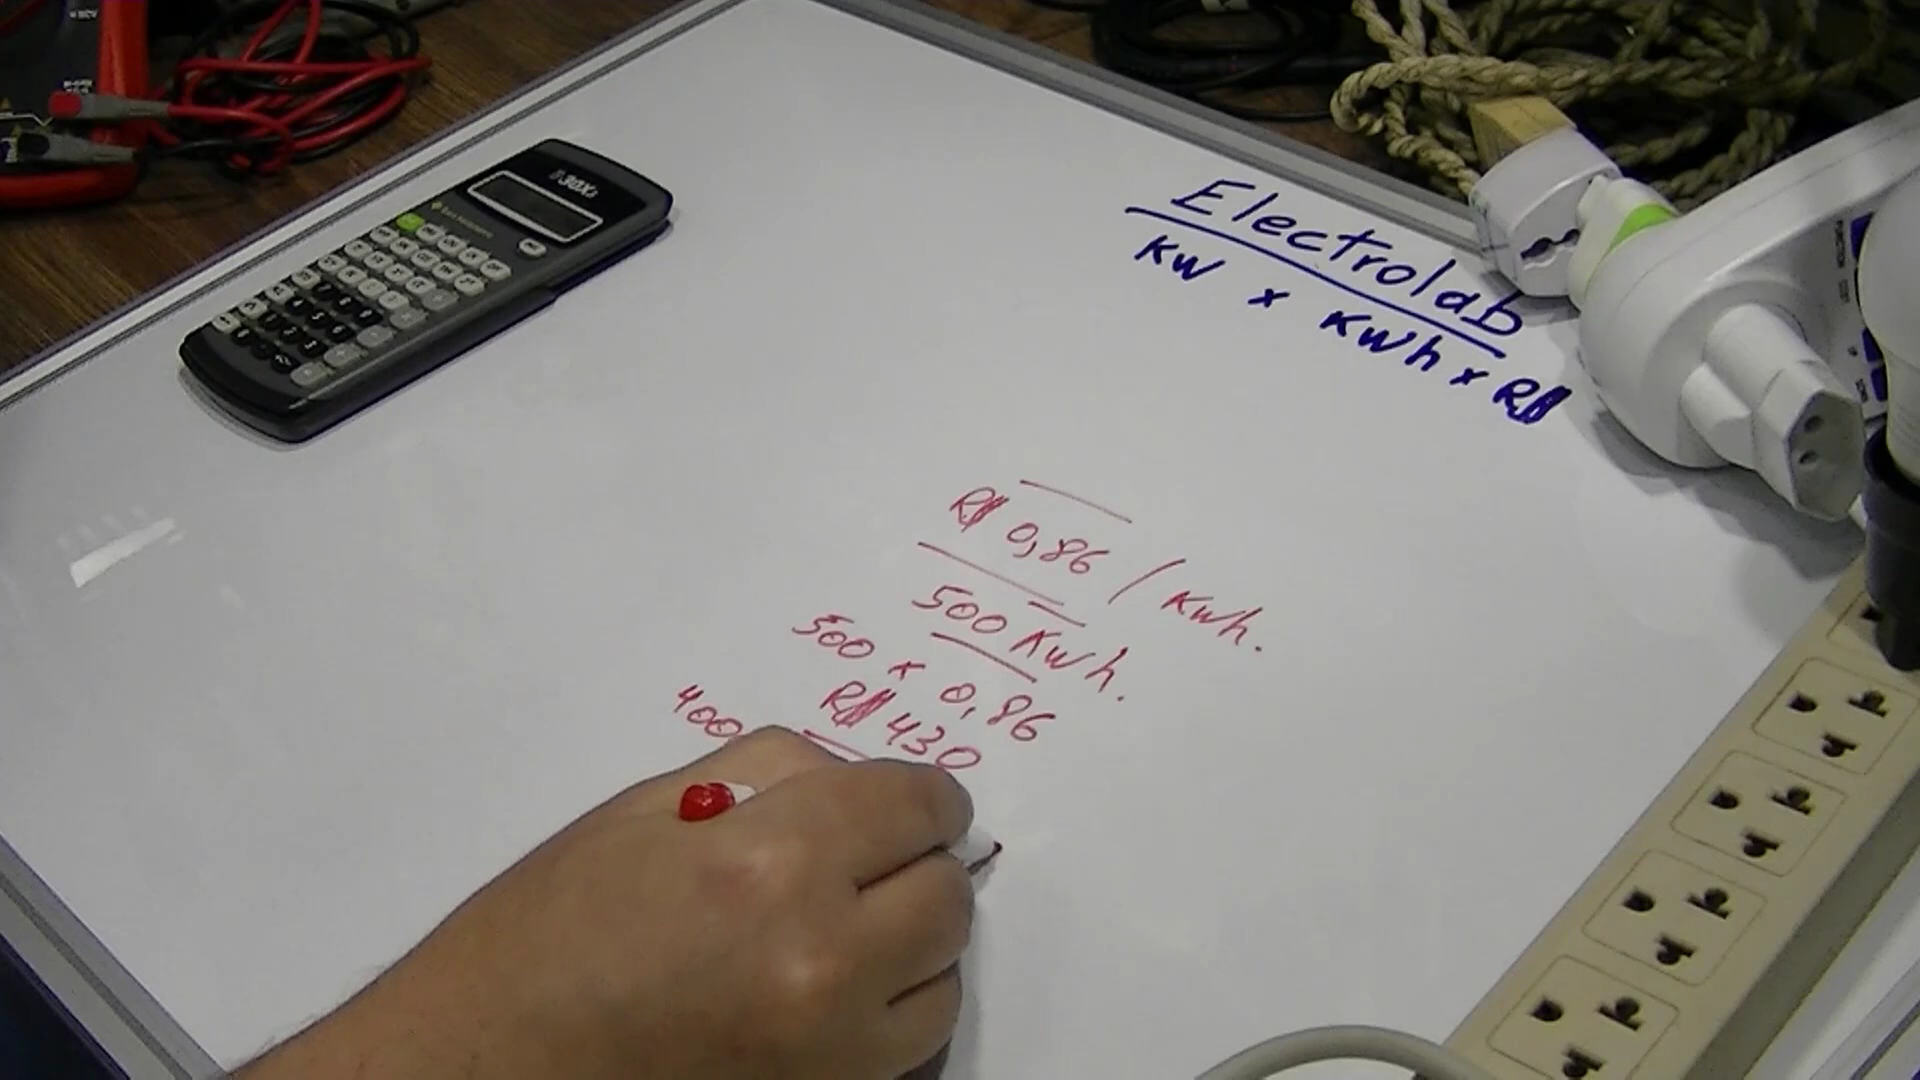 Electrolab
KW x KWh x R$
R$ 0,86 / KWh.
500 KWh.
500 x 0,86
R$ 430
400